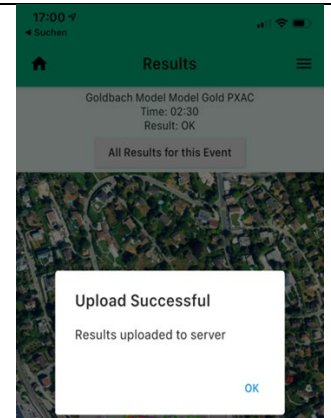 17:00
◄ Suchen
Results
Goldbach Model Model Gold PXAC
Time: 02:30
Result: OK
All Results for this Event
Upload Successful
Results uploaded to server
OK